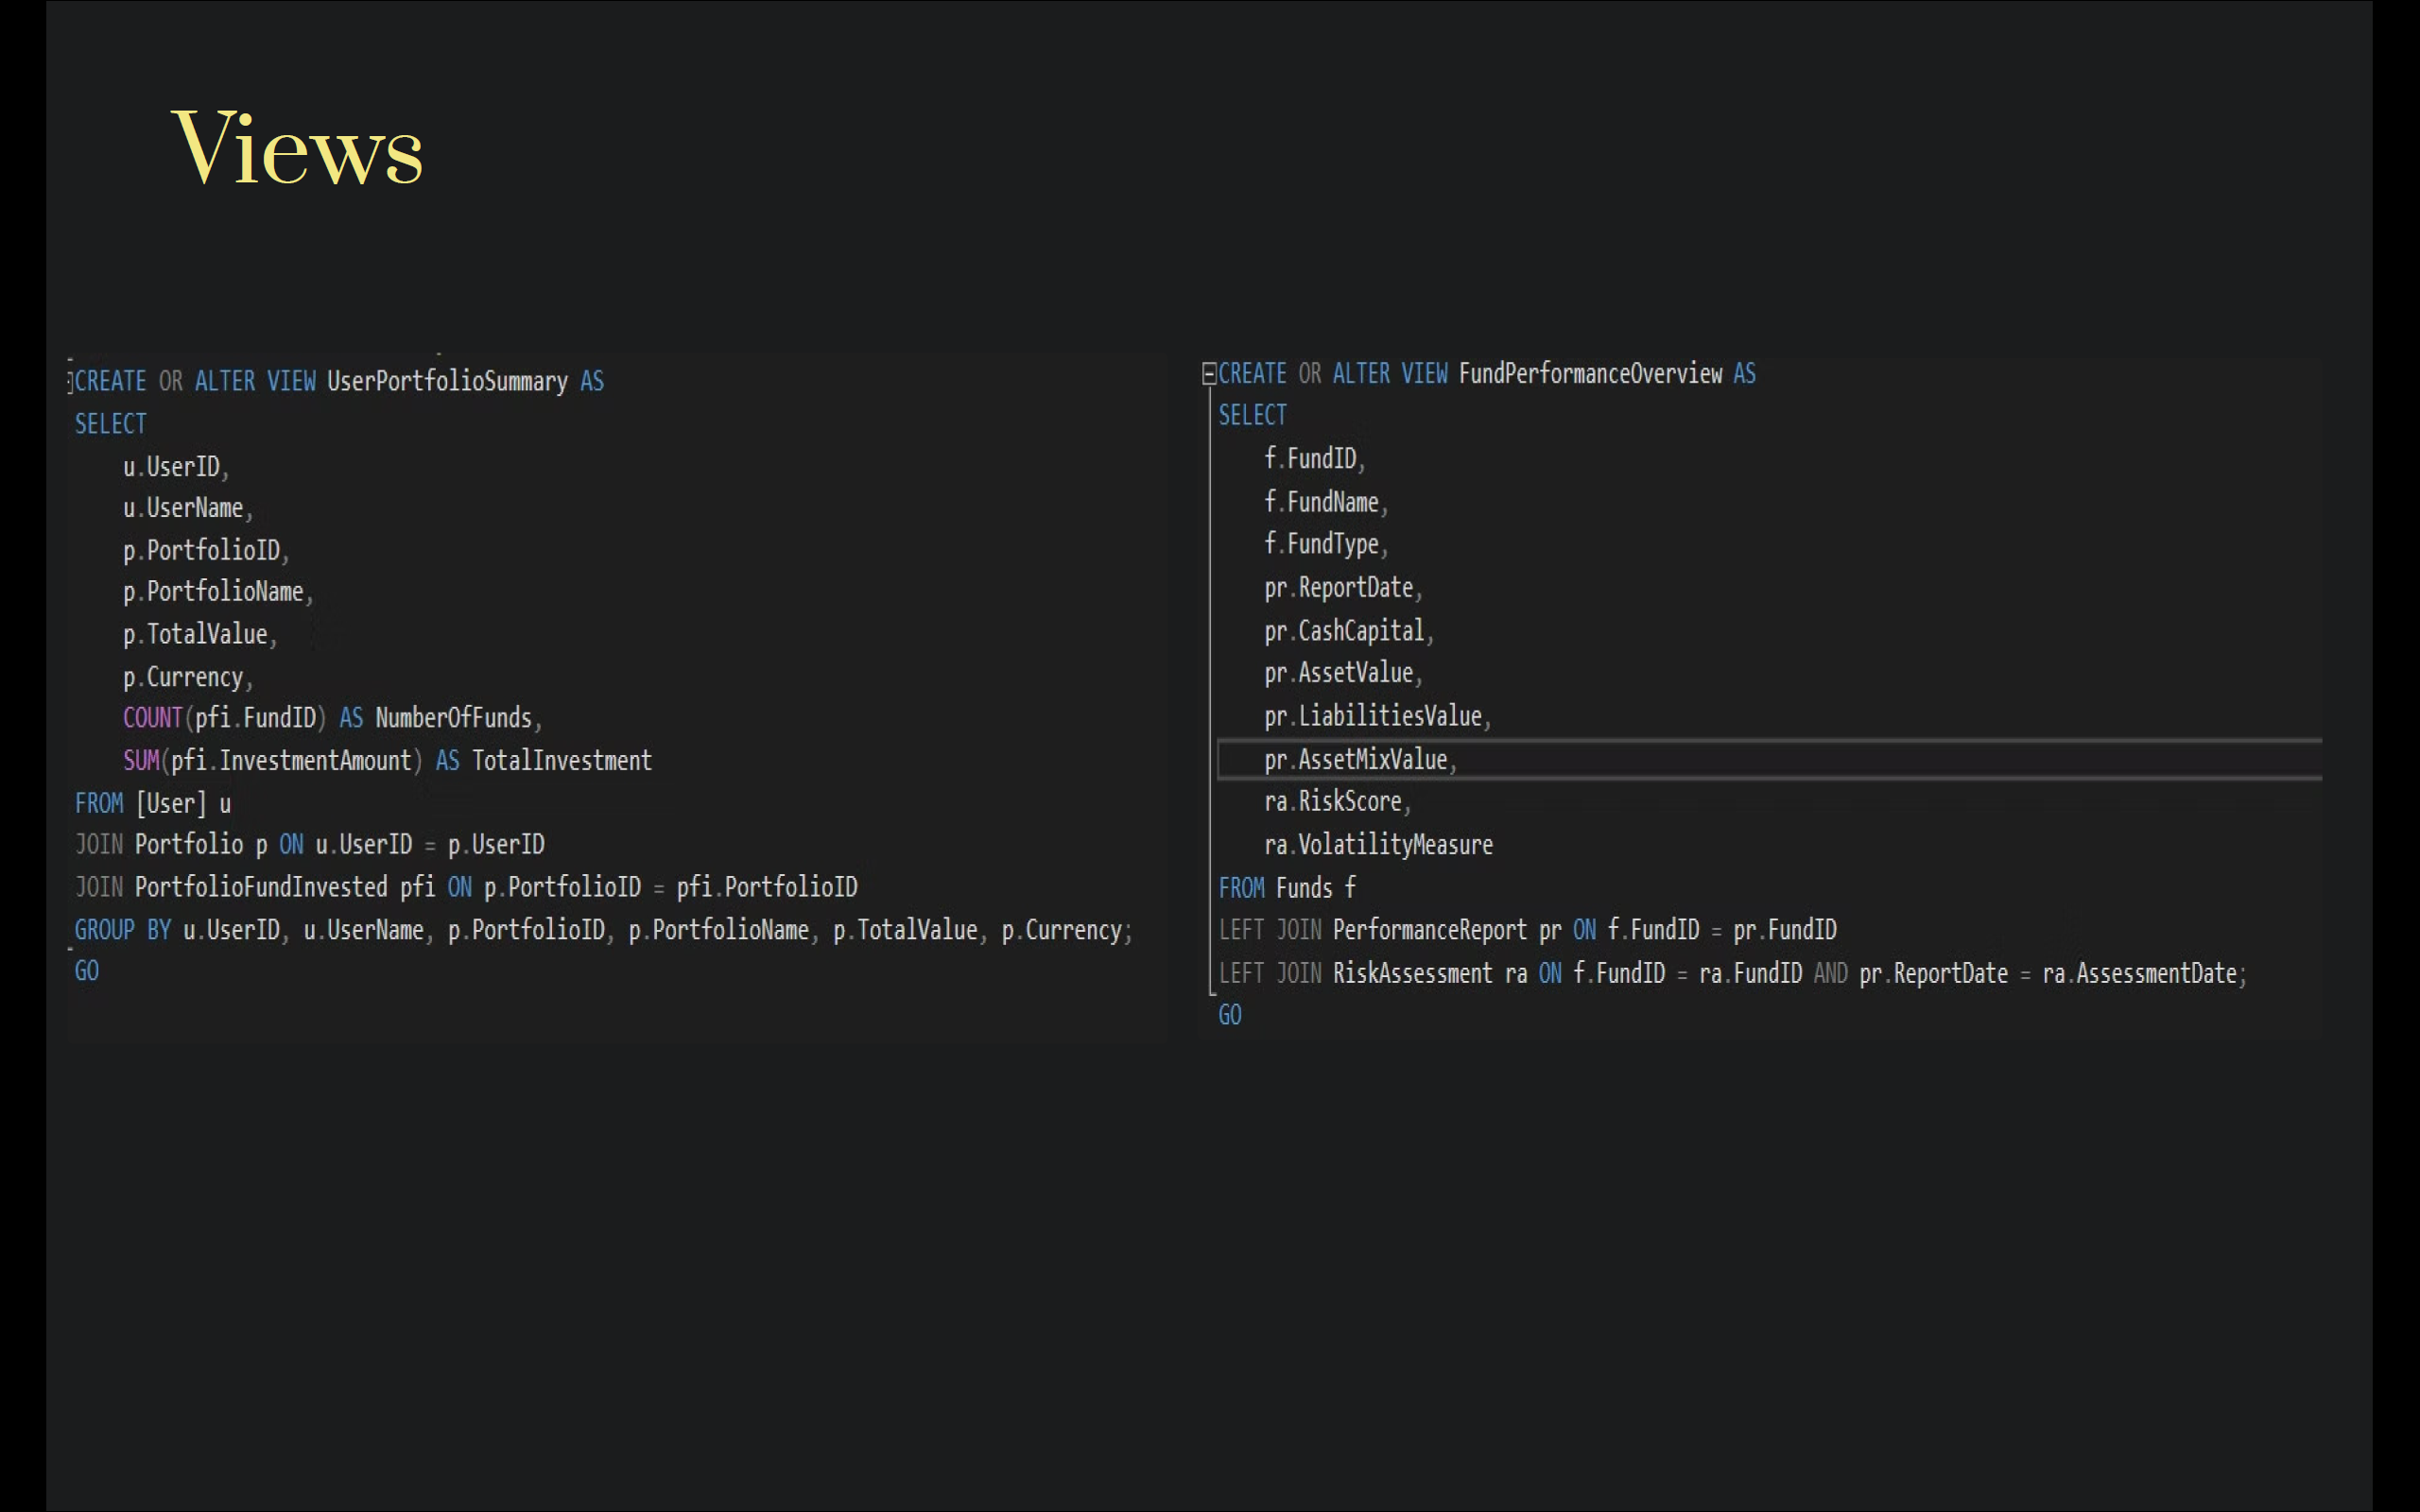 Views
CREATE OR ALTER VIEW UserPortfolioSummary AS
SELECT
u.UserID,
u.UserName,
p.PortfolioID,
p.PortfolioName,
p.TotalValue,
p.Currency,
COUNT(pfi.FundID) AS NumberOfFunds,
SUM(pfi.InvestmentAmount) AS TotalInvestment
FROM [User] u
JOIN Portfolio p ON u.UserID = p.UserID
JOIN PortfolioFundInvested pfi ON p.PortfolioID = pfi.PortfolioID
GROUP BY u.UserID, u.UserName, p.PortfolioID, p.PortfolioName, p.TotalValue, p.Currency;
GO
CREATE OR ALTER VIEW FundPerformanceOverview AS
SELECT
f.FundID,
f.FundName,
f.FundType,
pr.ReportDate,
pr.CashCapital,
pr.AssetValue,
pr.LiabilitiesValue,
pr.AssetMixValue,
ra.RiskScore,
ra.VolatilityMeasure
FROM Funds f
LEFT JOIN PerformanceReport pr ON f.FundID = pr.FundID
LEFT JOIN RiskAssessment ra ON f.FundID = ra.FundID AND pr.ReportDate = ra.AssessmentDate;
GO